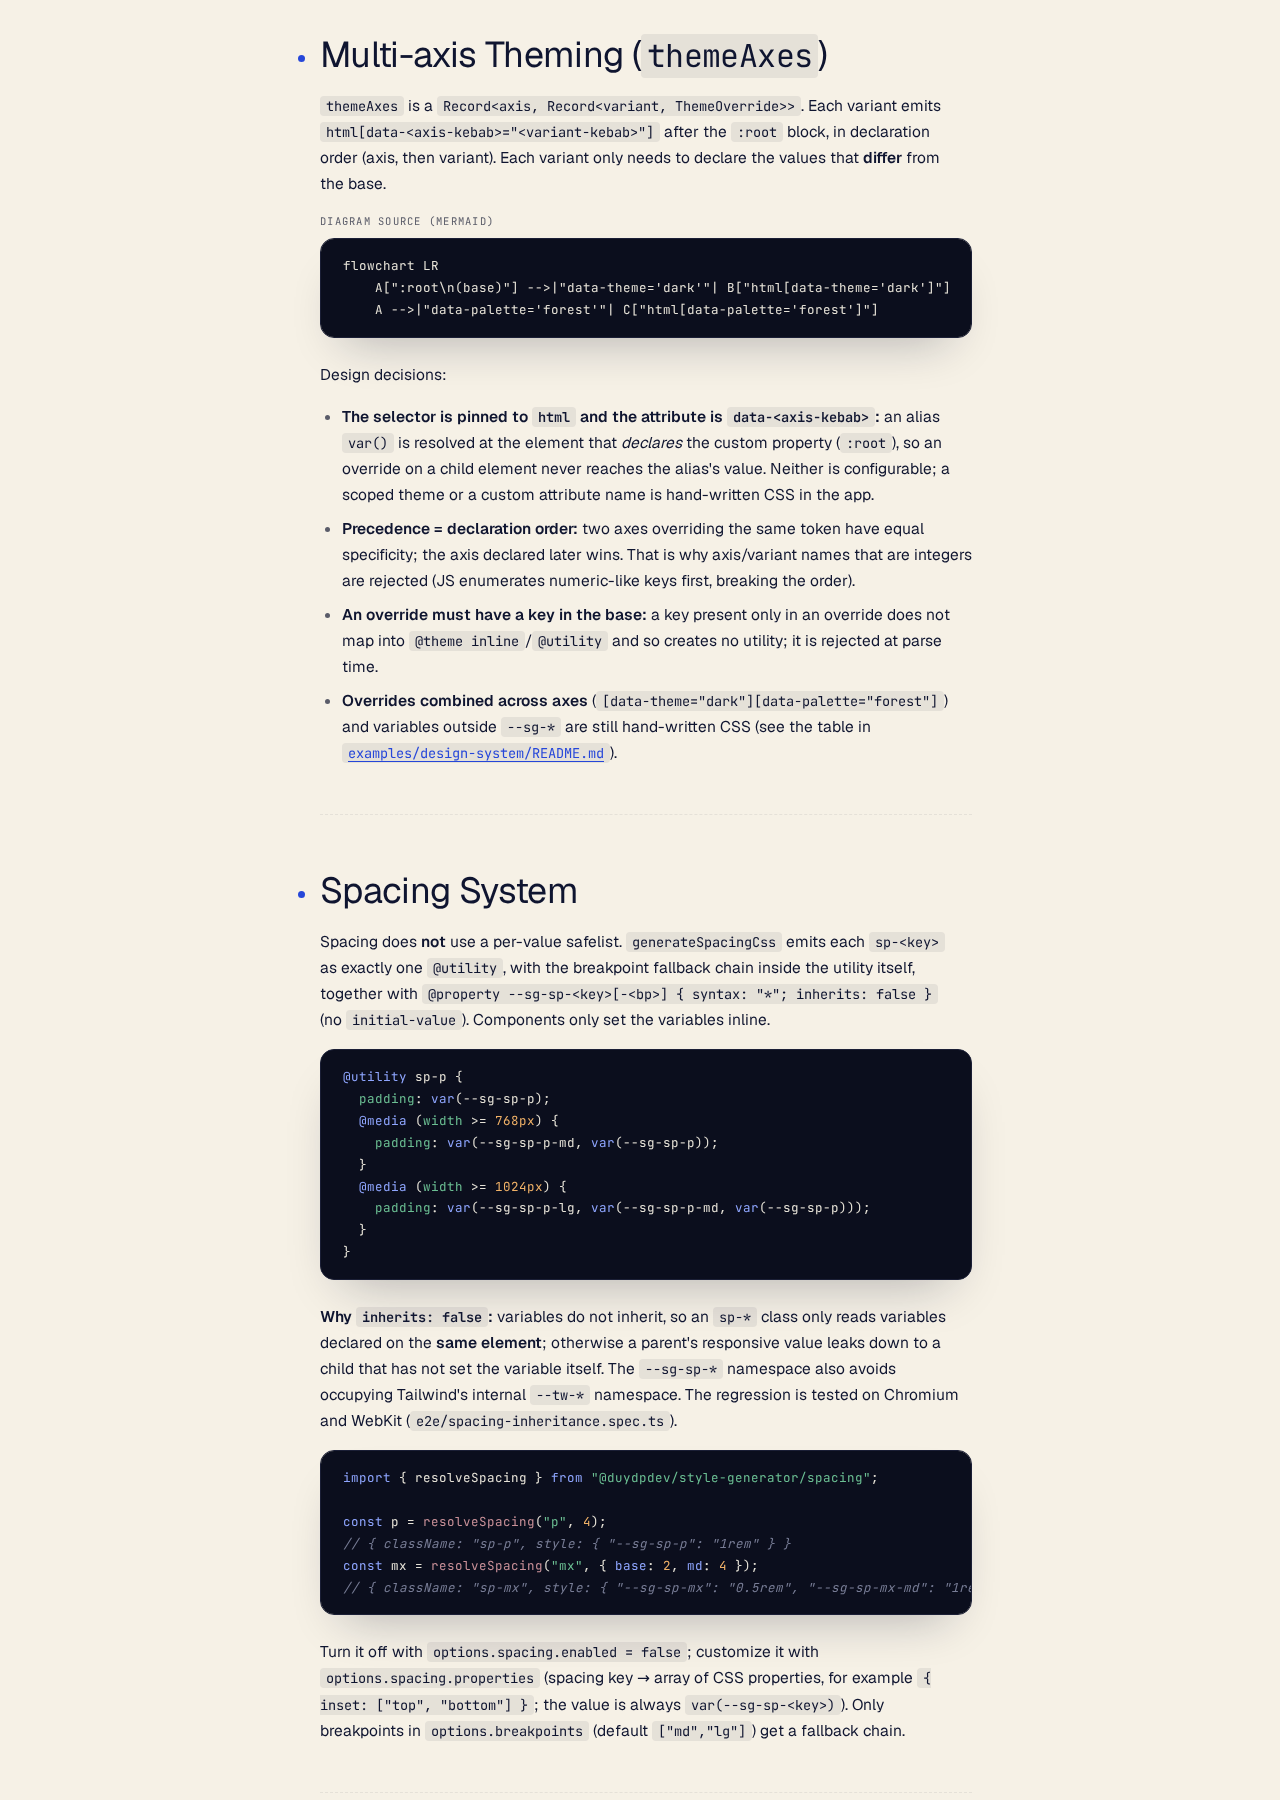 Multi-axis Theming (themeAxes)
themeAxes is a Record<axis, Record<variant, ThemeOverride>>. Each variant emits
html[data-<axis-kebab>="<variant-kebab>"] after the :root block, in declaration
order (axis, then variant). Each variant only needs to declare the values that differ from
the base.
DIAGRAM SOURCE (MERMAID)
flowchart LR
    A[":root\n(base)"] -->|"data-theme='dark'"| B["html[data-theme='dark']"]
    A -->|"data-palette='forest'"| C["html[data-palette='forest']"]
Design decisions:
The selector is pinned to html and the attribute is data-<axis-kebab>: an alias
var() is resolved at the element that declares the custom property (:root), so an
override on a child element never reaches the alias's value. Neither is configurable; a
scoped theme or a custom attribute name is hand-written CSS in the app.
Precedence = declaration order: two axes overriding the same token have equal
specificity; the axis declared later wins. That is why axis/variant names that are integers
are rejected (JS enumerates numeric-like keys first, breaking the order).
An override must have a key in the base: a key present only in an override does not
map into @theme inline/@utility and so creates no utility; it is rejected at parse
time.
Overrides combined across axes ([data-theme="dark"][data-palette="forest"])
and variables outside --sg-* are still hand-written CSS (see the table in
examples/design-system/README.md).
Spacing System
Spacing does not use a per-value safelist. generateSpacingCss emits each sp-<key>
as exactly one @utility, with the breakpoint fallback chain inside the utility itself,
together with @property --sg-sp-<key>[-<bp>] { syntax: "*"; inherits: false }
(no initial-value). Components only set the variables inline.
@utility sp-p {
  padding: var(--sg-sp-p);
  @media (width >= 768px) {
    padding: var(--sg-sp-p-md, var(--sg-sp-p));
  }
  @media (width >= 1024px) {
    padding: var(--sg-sp-p-lg, var(--sg-sp-p-md, var(--sg-sp-p)));
  }
}
Why inherits: false: variables do not inherit, so an sp-* class only reads variables
declared on the same element; otherwise a parent's responsive value leaks down to a
child that has not set the variable itself. The --sg-sp-* namespace also avoids
occupying Tailwind's internal --tw-* namespace. The regression is tested on Chromium
and WebKit (e2e/spacing-inheritance.spec.ts).
import { resolveSpacing } from "@duydpdev/style-generator/spacing";
const p = resolveSpacing("p", 4);
// { className: "sp-p", style: { "--sg-sp-p": "1rem" } }
const mx = resolveSpacing("mx", { base: 2, md: 4 });
// { className: "sp-mx", style: { "--sg-sp-mx": "0.5rem", "--sg-sp-mx-md": "1re
Turn it off with options.spacing.enabled = false; customize it with
options.spacing.properties (spacing key → array of CSS properties, for example {
inset: ["top", "bottom"] }; the value is always var(--sg-sp-<key>)). Only
breakpoints in options.breakpoints (default ["md","lg"]) get a fallback chain.